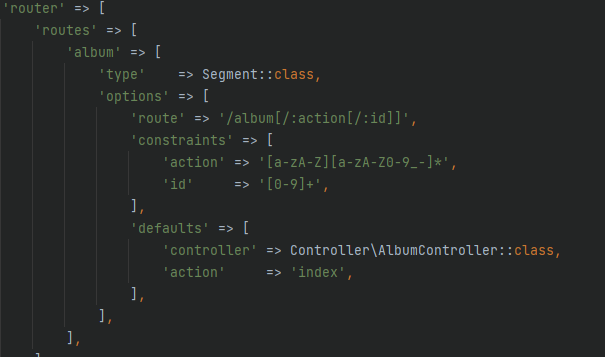 'router' => [
    'routes' => [
        'album' => [
            'type'    => Segment::class,
            'options' => [
                'route' => '/album[/:action[/:id]]',
                'constraints' => [
                    'action' => '[a-zA-Z][a-zA-Z0-9_-]*',
                    'id'     => '[0-9]+',
                ],
                'defaults' => [
                    'controller' => Controller\AlbumController::class,
                    'action'     => 'index',
                ],
            ],
        ],